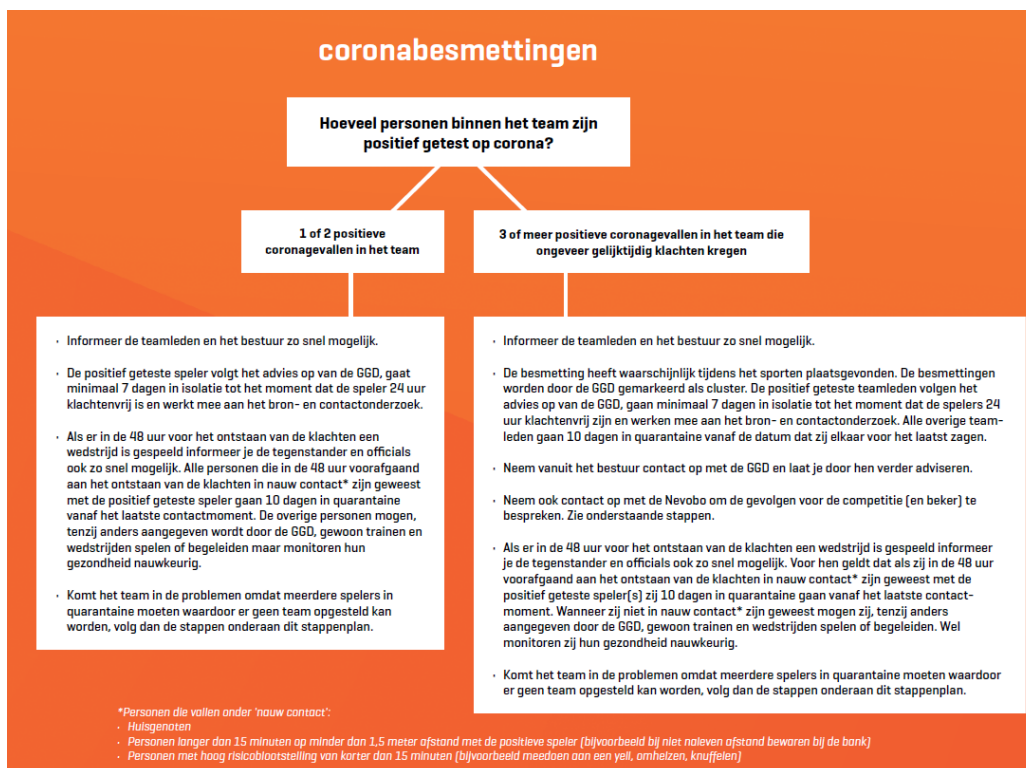 coronabesmettingen
Hoeveel personen binnen het team zijn
positief getest op corona?
1 of 2 positieve
coronagevallen in het team
3 of meer positieve coronagevallen in het team die
ongeveer gelijktijdig klachten kregen
· Informeer de teamleden en het bestuur zo snel mogelijk.
· De positief geteste speler volgt het advies op van de GGD, gaat
minimaal 7 dagen in isolatie tot het moment dat de speler 24 uur
klachtenvrij is en werkt mee aan het bron- en contactonderzoek.
· Als er in de 48 uur voor het ontstaan van de klachten een
wedstrijd is gespeeld informeer je de tegenstander en officials
ook zo snel mogelijk. Alle personen die in de 48 uur voorafgaand
aan het ontstaan van de klachten in nauw contact* zijn geweest
met de positief geteste speler gaan 10 dagen in quarantaine
vanaf het laatste contactmoment. De overige personen mogen,
tenzij anders aangegeven wordt door de GGD, gewoon trainen en
wedstrijden spelen of begeleiden maar monitoren hun
gezondheid nauwkeurig.
· Komt het team in de problemen omdat meerdere spelers in
quarantaine moeten waardoor er geen team opgesteld kan
worden, volg dan de stappen onderaan dit stappenplan.
· Informeer de teamleden en het bestuur zo snel mogelijk.
· De besmetting heeft waarschijnlijk tijdens het sporten plaatsgevonden. De besmettingen
worden door de GGD gemarkeerd als cluster. De positief geteste teamleden volgen het
advies op van de GGD, gaan minimaal 7 dagen in isolatie tot het moment dat de spelers 24
uur klachtenvrij zijn en werken mee aan het bron- en contactonderzoek. Alle overige team-
leden gaan 10 dagen in quarantaine vanaf de datum dat zij elkaar voor het laatst zagen.
· Neem vanuit het bestuur contact op met de GGD en laat je door hen verder adviseren.
· Neem ook contact op met de Nevobo om de gevolgen voor de competitie (en beker) te
bespreken. Zie onderstaande stappen.
· Als er in de 48 uur voor het ontstaan van de klachten een wedstrijd is gespeeld informeer
je de tegenstander en officials ook zo snel mogelijk. Voor hen geldt dat als zij in de 48 uur
voorafgaand aan het ontstaan van de klachten in nauw contact* zijn geweest met de
positief geteste speler(s) zij 10 dagen in quarantaine gaan vanaf het laatste contact-
moment. Wanneer zij niet in nauw contact* zijn geweest mogen zij, tenzij anders
aangegeven door de GGD, gewoon trainen en wedstrijden spelen of begeleiden. Wel
monitoren zij hun gezondheid nauwkeurig.
· Komt het team in de problemen omdat meerdere spelers in quarantaine moeten waardoor
er geen team opgesteld kan worden, volg dan de stappen onderaan dit stappenplan.
*Personen die vallen onder 'nauw contact':
· Huisgenoten
· Personen langer dan 15 minuten op minder dan 1,5 meter afstand met de positieve speler (bijvoorbeeld bij niet naleven afstand bewaren bij de bank)
· Personen met hoog risicoblootstelling van korter dan 15 minuten (bijvoorbeeld meedoen aan een yell, omhelzen, knuffelen)